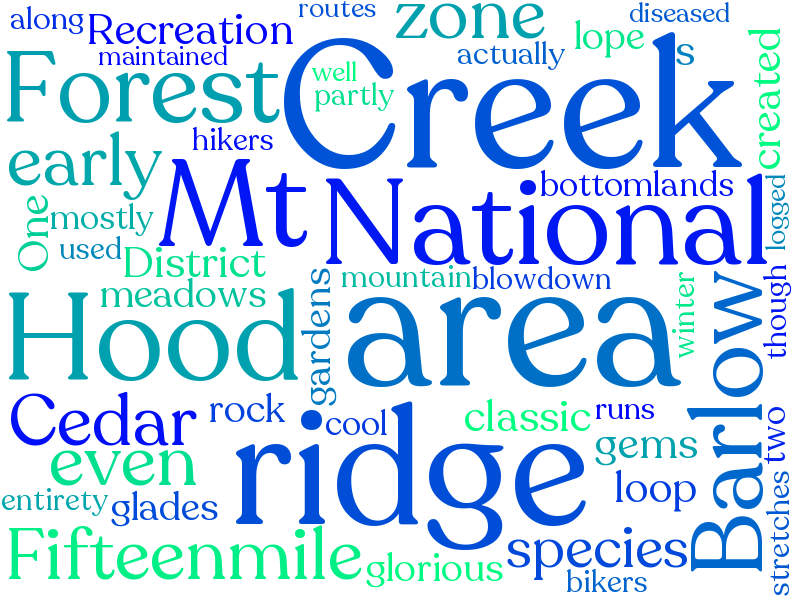 along
Recreation
routes
zone
diseased
maintained
Forest
Creek
well
partly
actually
lope
s
created
early
hikers
Mt
National
bottomlands
logged
One
mostly
used
District
meadows
gardens
mountain
blowdown
winter
though
Hood
area
Barlow
Cedar
rock
cool
classic
runs
two
even
ridge
gems
loop
entirety
glades
stretches
Fifteenmile
glorious
species
bikers